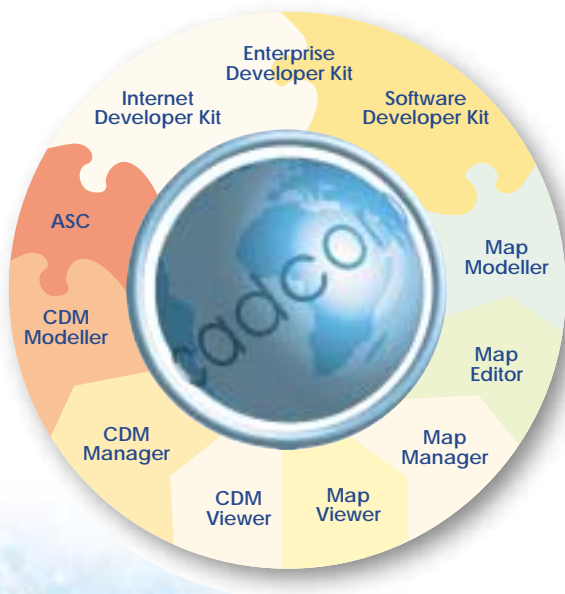 Enterprise
Developer Kit
Internet
Developer Kit
Software
Developer Kit
ASC
Map
Modeller
CDM
Modeller
Map
Editor
CDM
Manager
Map
Manager
CDM
Viewer
Map
Viewer
cadcor